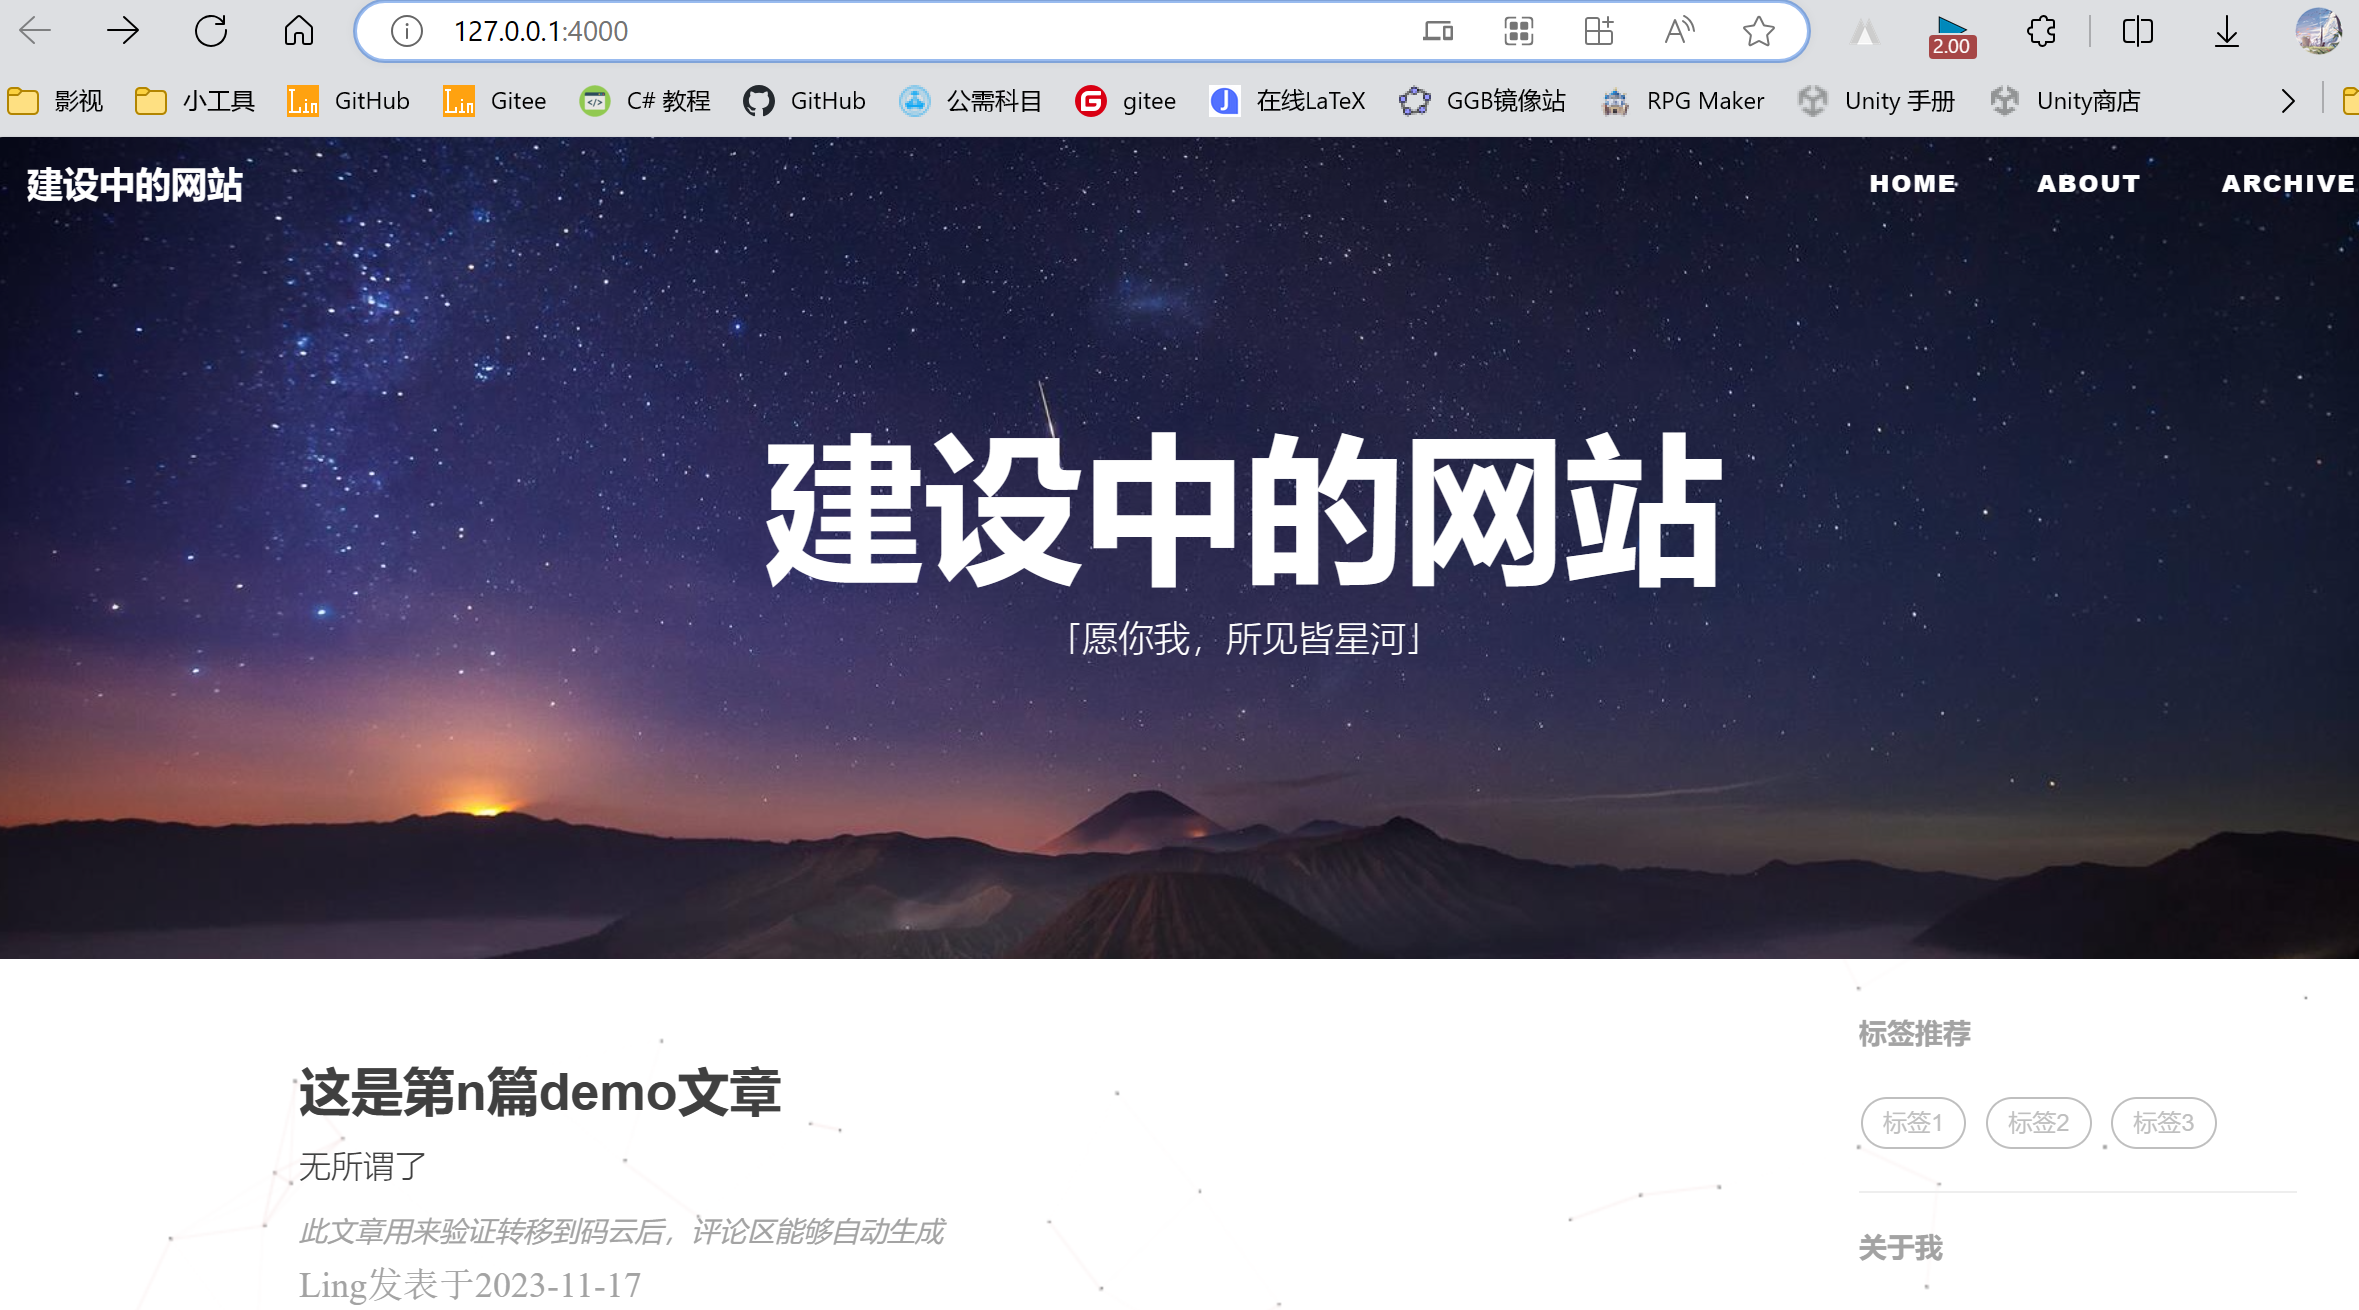 127.0.0.1:4000
2.00
影视 小工具 Lin GitHub Lin Gitee C# 教程 GitHub 公需科目 G gitee J 在线LaTeX GGB镜像站 RPG Maker Unity 手册 Unity商店
建设中的网站 HOME ABOUT ARCHIVE
建设中的网站
「愿你我，所见皆星河」
这是第n篇demo文章
无所谓了
此文章用来验证转移到码云后，评论区能够自动生成
Ling发表于2023-11-17
标签推荐
标签1 标签2 标签3
关于我